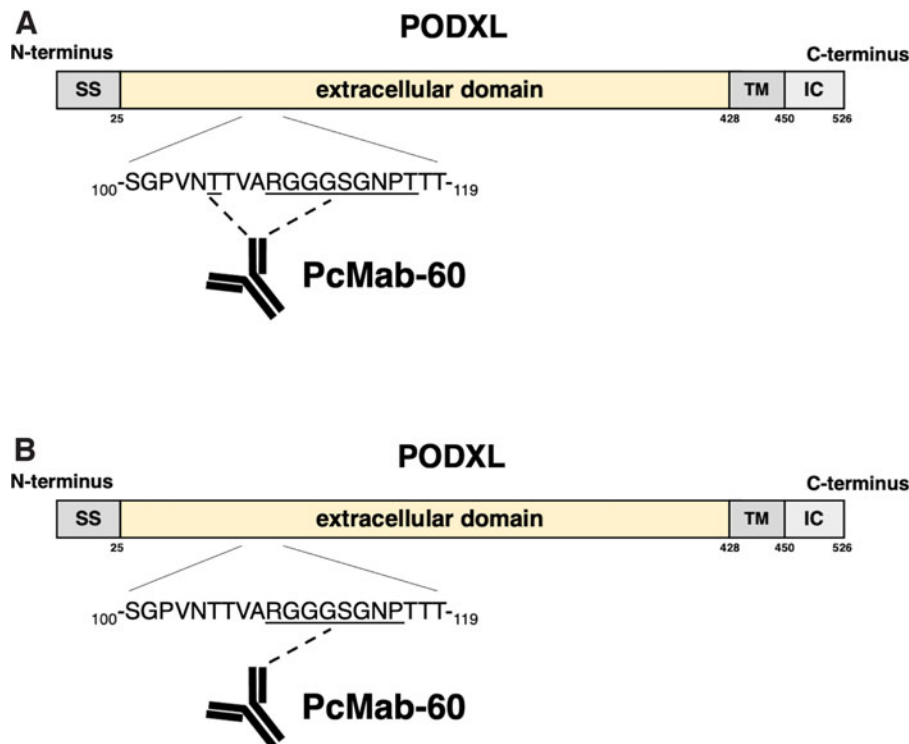 A
PODXL
N-terminus C-terminus
SS extracellular domain TM IC
25 428 450 526
100-SGPVNTTVARGGGSGNPTTT-119
PcMab-60
B
PODXL
N-terminus C-terminus
SS extracellular domain TM IC
25 428 450 526
100-SGPVNTTVARGGGSGNPTTT-119
PcMab-60